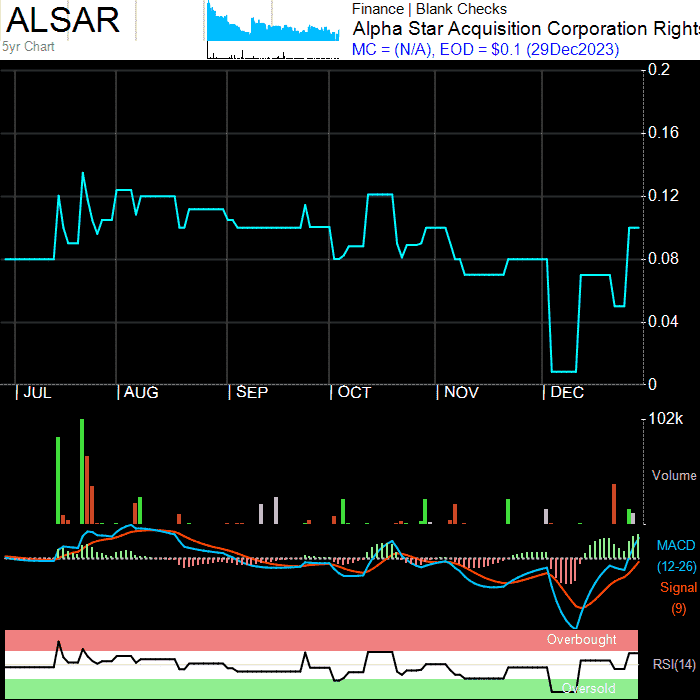 ALSAR
5yr Chart
Finance | Blank Checks
Alpha Star Acquisition Corporation Rights
MC = (N/A), EOD = $0.1 (29Dec2023)
0.2
0.16
0.12
0.08
0.04
0
JUL AUG SEP OCT NOV DEC
102k
Volume
MACD
(12-26)
Signal
(9)
Overbought
RSI(14)
Oversold